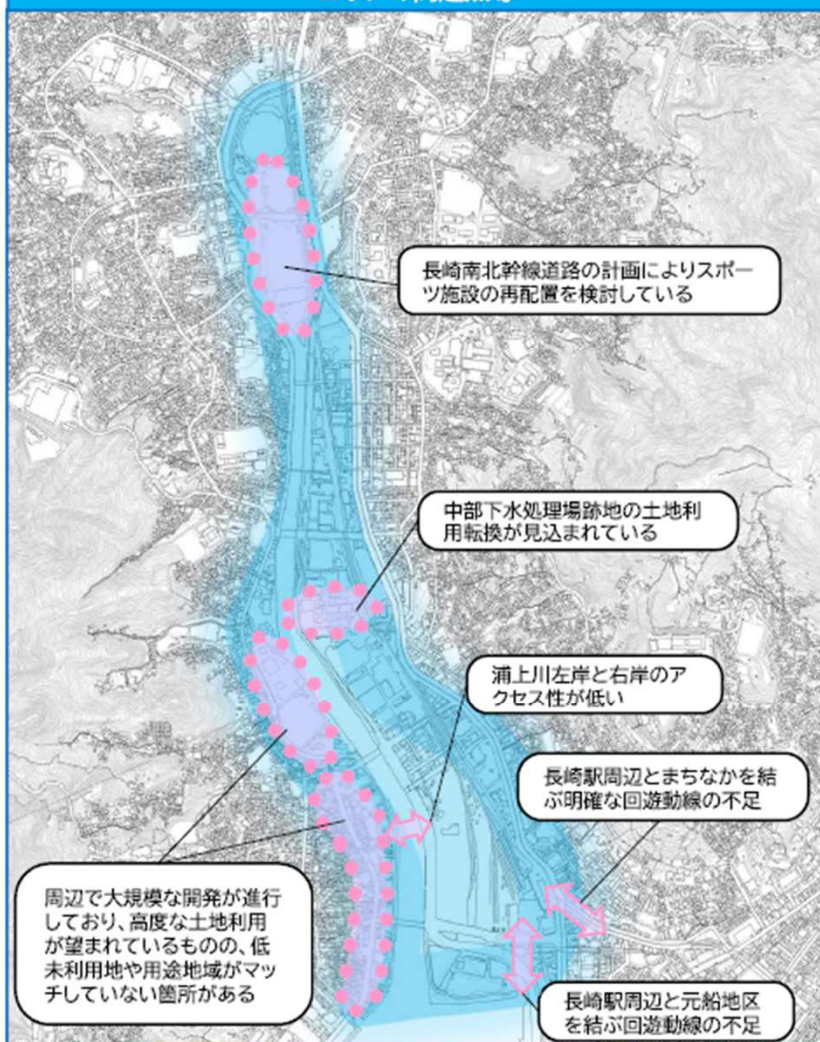 長崎南北幹線道路の計画によりスポー
ツ施設の再配置を検討している
中部下水処理場跡地の土地利
用転換が見込まれている
浦上川左岸と右岸のア
クセス性が低い
長崎駅周辺とまちなかを結
ぶ明確な回遊動線の不足
周辺で大規模な開発が進行
しており、高度な土地利用
が望まれているものの、低
未利用地や用途地域がマッ
チしていない箇所がある
長崎駅周辺と元船地区
を結ぶ回遊動線の不足